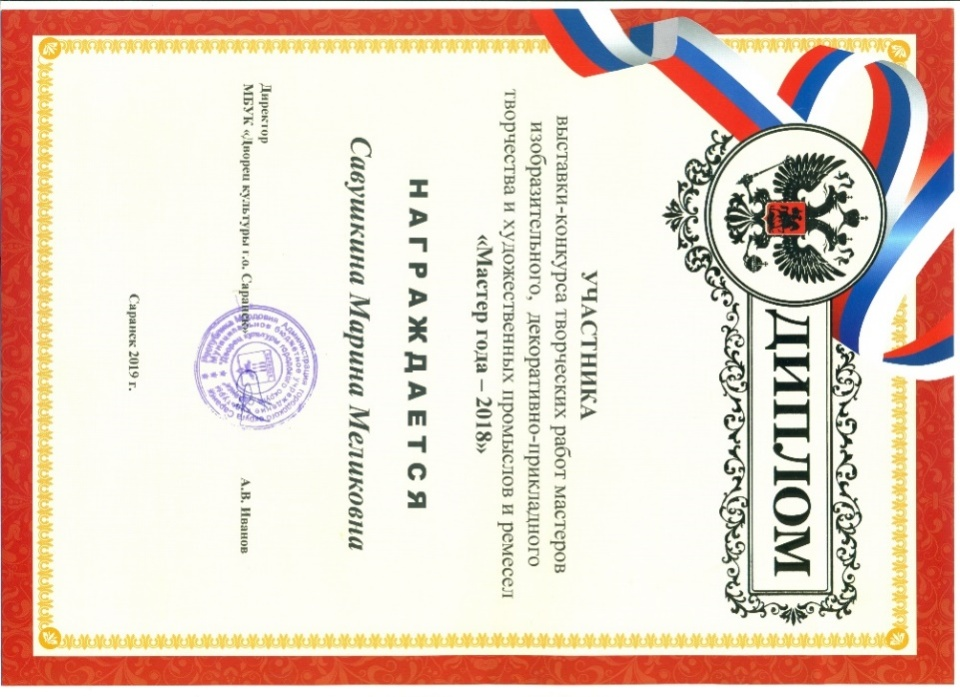 ДИПЛОМ
УЧАСТНИКА
выставки-конкурса творческих работ мастеров
изобразительного, декоративно-прикладного
творчества и художественных промыслов и ремесел
«Мастер года – 2018»
НАГРАЖДАЕТСЯ
Савушкина Марина Меликовна
Директор
МБУК «Дворец культуры г.о. Саранск» А.В. Иванов
Саранск 2019 г.